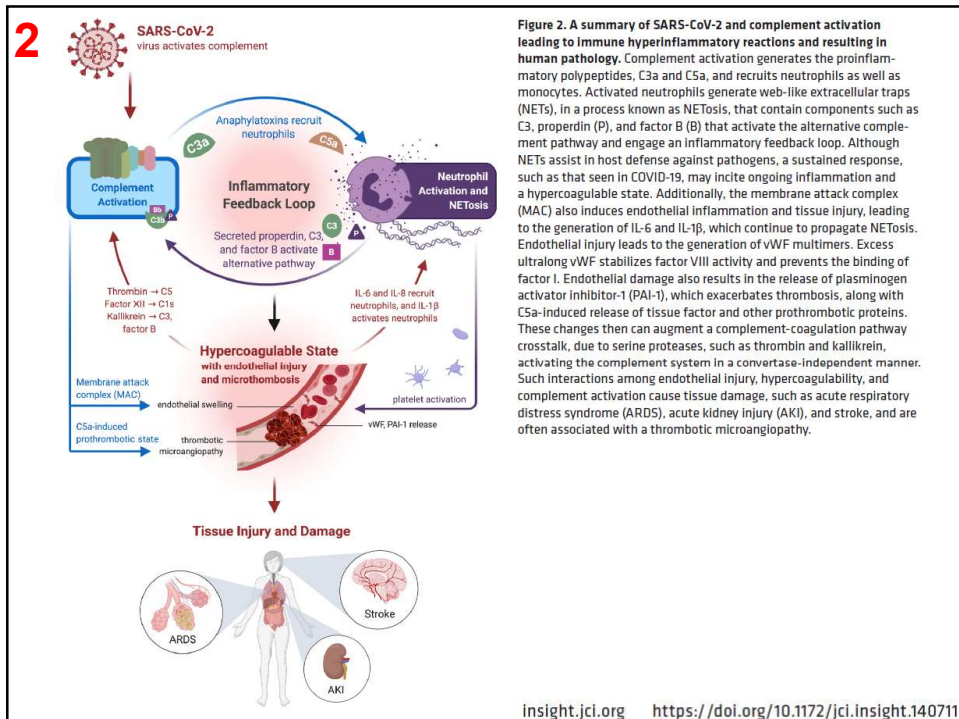 2
SARS-CoV-2
virus activates complement
Anaphylatoxins recruit
neutrophils
C3a
C5a
Complement
Activation
Bb
C3b
P
Inflammatory
Feedback Loop
Neutrophil
Activation and
NETosis
C3
P
B
Secreted properdin, C3,
and factor B activate
alternative pathway
Thrombin → C5
Factor XII → C1s
Kallikrein → C3,
factor B
IL-6 and IL-8 recruit
neutrophils, and IL-1β
activates neutrophils
Hypercoagulable State
with endothelial injury
and microthombosis
Membrane attack
complex (MAC)
endothelial swelling
platelet activation
C5a-induced
prothrombotic state
thrombotic
microangiopathy
vWF, PAI-1 release
Tissue Injury and Damage
ARDS
Stroke
AKI
Figure 2. A summary of SARS-CoV-2 and complement activation
leading to immune hyperinflammatory reactions and resulting in
human pathology. Complement activation generates the proinflam-
matory polypeptides, C3a and C5a, and recruits neutrophils as well as
monocytes. Activated neutrophils generate web-like extracellular traps
(NETs), in a process known as NETosis, that contain components such as
C3, properdin (P), and factor B (B) that activate the alternative comple-
ment pathway and engage an inflammatory feedback loop. Although
NETs assist in host defense against pathogens, a sustained response,
such as that seen in COVID-19, may incite ongoing inflammation and
a hypercoagulable state. Additionally, the membrane attack complex
(MAC) also induces endothelial inflammation and tissue injury, leading
to the generation of IL-6 and IL-1β, which continue to propagate NETosis.
Endothelial injury leads to the generation of vWF multimers. Excess
ultralong vWF stabilizes factor VIII activity and prevents the binding of
factor I. Endothelial damage also results in the release of plasminogen
activator inhibitor-1 (PAI-1), which exacerbates thrombosis, along with
C5a-induced release of tissue factor and other prothrombotic proteins.
These changes then can augment a complement-coagulation pathway
crosstalk, due to serine proteases, such as thrombin and kallikrein,
activating the complement system in a convertase-independent manner.
Such interactions among endothelial injury, hypercoagulability, and
complement activation cause tissue damage, such as acute respiratory
distress syndrome (ARDS), acute kidney injury (AKI), and stroke, and are
often associated with a thrombotic microangiopathy.
insight.jci.org https://doi.org/10.1172/jci.insight.140711